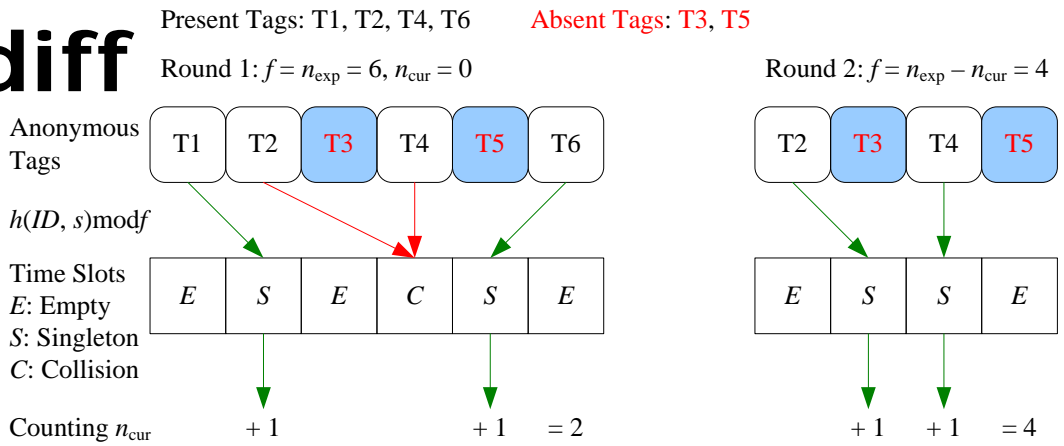 Present Tags: T1, T2, T4, T6 Absent Tags: T3, T5
diff
Round 1: f = n_exp = 6, n_cur = 0 Round 2: f = n_exp – n_cur = 4
Anonymous
Tags
T1 T2 T3 T4 T5 T6 T2 T3 T4 T5
h(ID, s)modf
Time Slots
E: Empty
S: Singleton
C: Collision
E S E C S E E S S E
Counting n_cur + 1 + 1 = 2 + 1 + 1 = 4